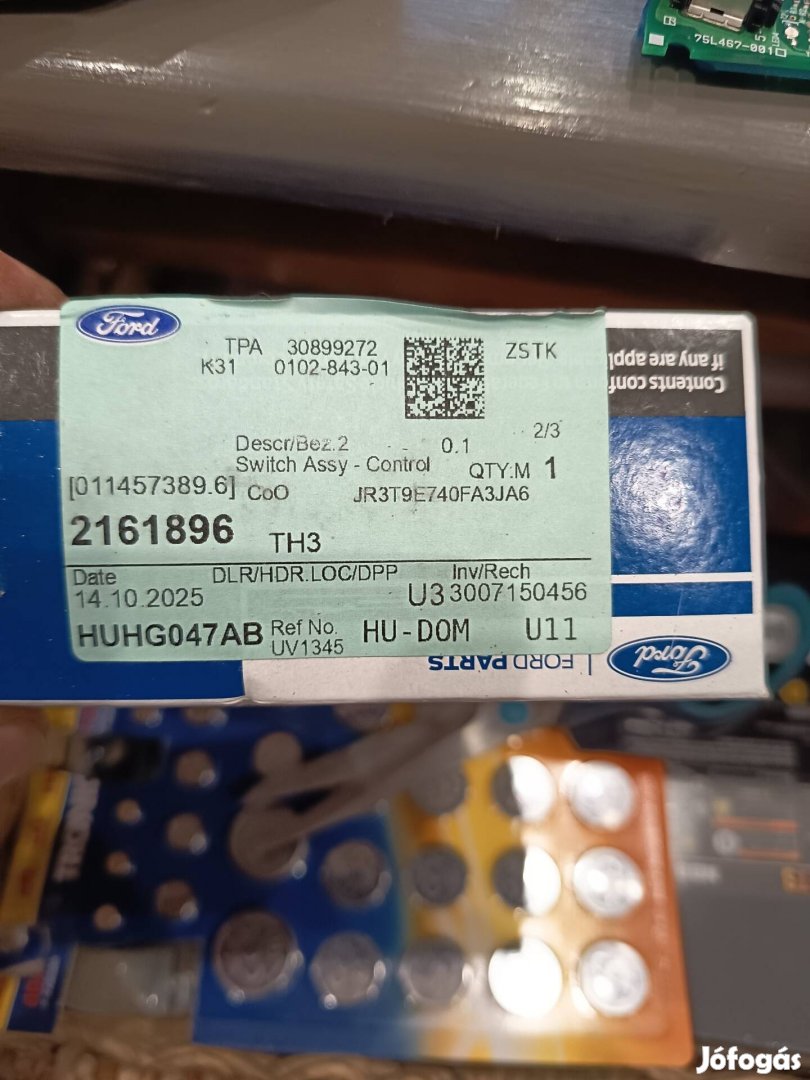 75L467-001
Ford
TPA 30899272
ZSTK
K31 0102-843-01
Contents conf
if any are appl
2/3
Descr/Bez.2 - 0.1
Switch Assy - Control QTY:M 1
[011457389.6] CoO JR3T9E740FA3JA6
2161896 TH3
Date DLR/HDR.LOC/DPP Inv/Rech
14.10.2025 U3 3007150456
HUHG047AB Ref No. HU-DOM U11
UV1345
FORD PARTS
Ford
Jófogás